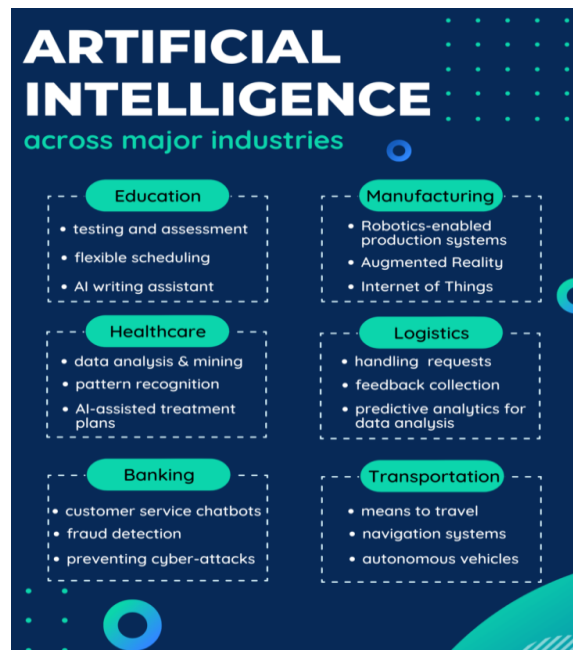 ARTIFICIAL
INTELLIGENCE
across major industries
Education
• testing and assessment
• flexible scheduling
• AI writing assistant
Manufacturing
• Robotics-enabled
production systems
• Augmented Reality
• Internet of Things
Healthcare
• data analysis & mining
• pattern recognition
• AI-assisted treatment
plans
Logistics
• handling requests
• feedback collection
• predictive analytics for
data analysis
Banking
• customer service chatbots
• fraud detection
• preventing cyber-attacks
Transportation
• means to travel
• navigation systems
• autonomous vehicles